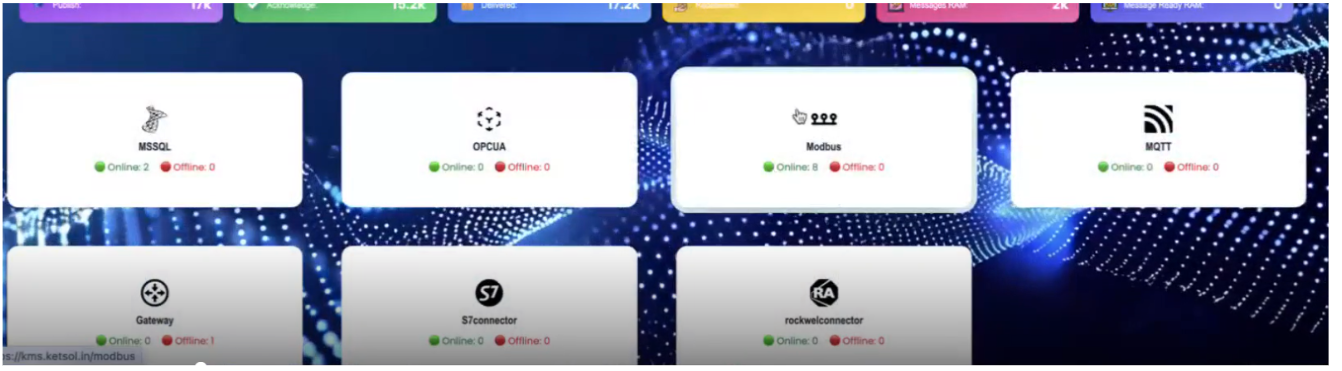 Publish: 17k
Acknowledge: 15.2k
Delivered: 17.2k
0
Messages RAM: 2k
Message Ready RAM: 0
MSSQL
Online: 2 Offline: 0
OPCUA
Online: 0 Offline: 0
Modbus
Online: 8 Offline: 0
MQTT
Online: 0 Offline: 0
Gateway
Online: 0 Offline: 1
S7
S7connector
Online: 0 Offline: 0
RA
rockwelconnector
Online: 0 Offline: 0
s://kms.ketsol.in/modbus